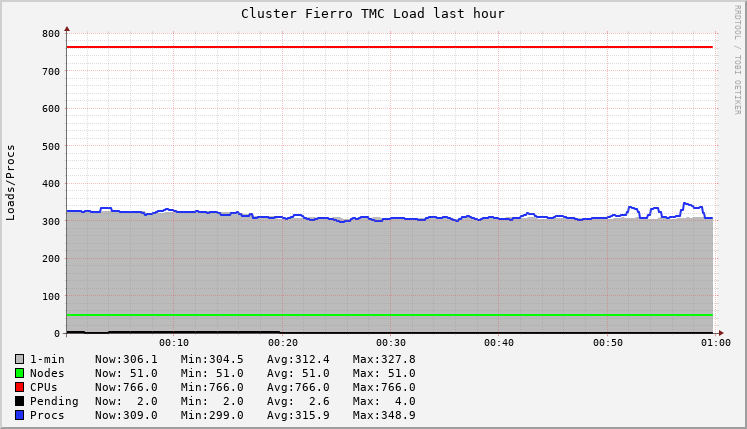 Cluster Fierro TMC Load last hour
RRDTOOL / TOBI OETIKER
Loads/Procs
800
700
600
500
400
300
200
100
0
00:10 00:20 00:30 00:40 00:50 01:00
1-min Now:306.1 Min:304.5 Avg:312.4 Max:327.8
Nodes Now: 51.0 Min: 51.0 Avg: 51.0 Max: 51.0
CPUs Now:766.0 Min:766.0 Avg:766.0 Max:766.0
Pending Now: 2.0 Min: 2.0 Avg: 2.6 Max: 4.0
Procs Now:309.0 Min:299.0 Avg:315.9 Max:348.9